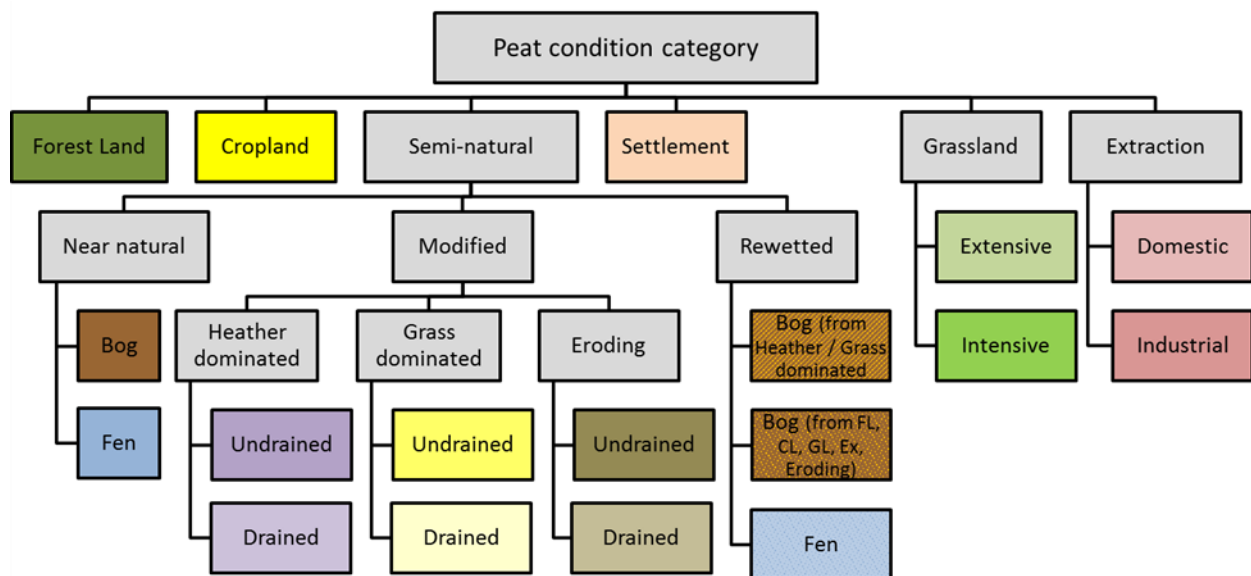 Peat condition category
Forest Land
Cropland
Semi-natural
Settlement
Grassland
Extraction
Near natural
Modified
Rewetted
Extensive
Domestic
Bog
Heather
dominated
Grass
dominated
Eroding
Bog (from
Heather / Grass
dominated
Intensive
Industrial
Fen
Undrained
Undrained
Undrained
Bog (from FL,
CL, GL, Ex,
Eroding)
Drained
Drained
Drained
Fen